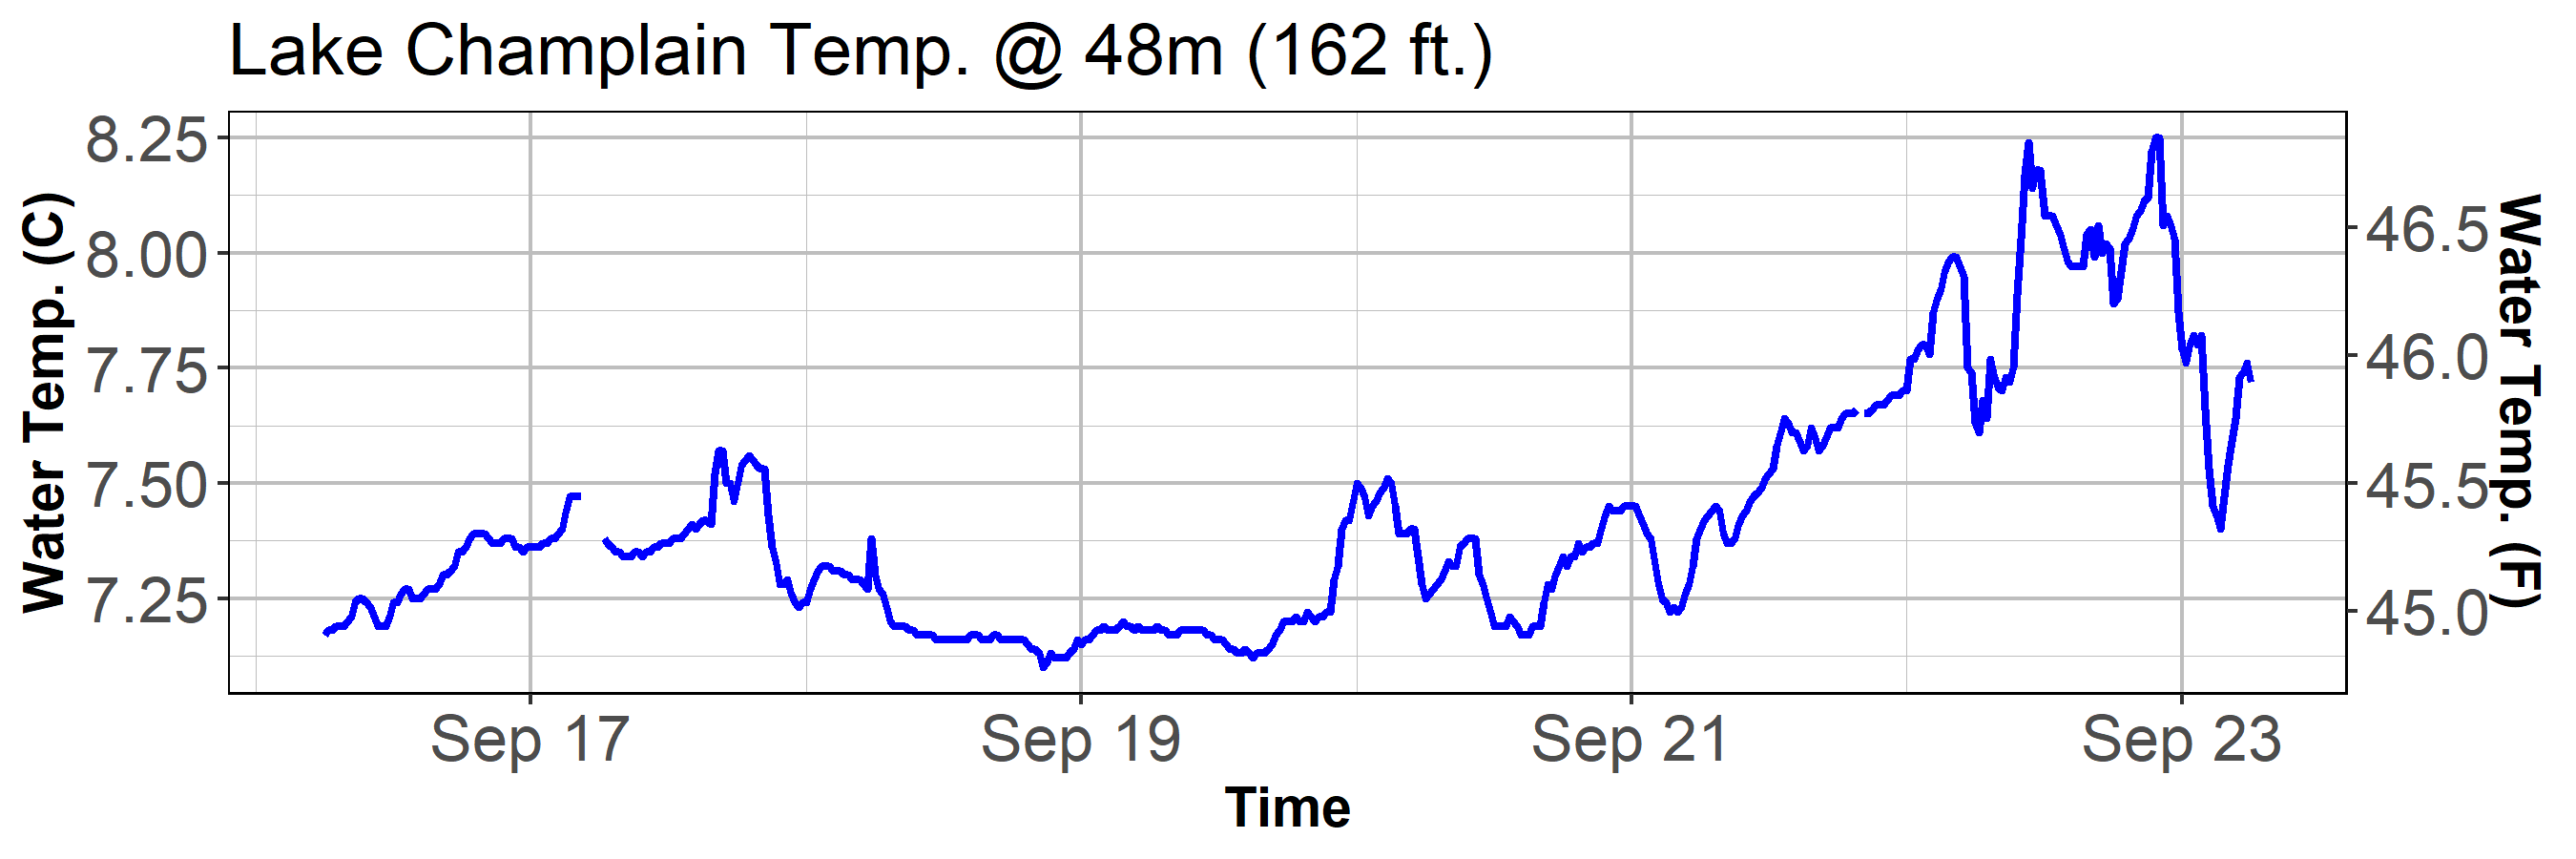 Lake Champlain Temp. @ 48m (162 ft.)
Water Temp. (C)
8.25
8.00
7.75
7.50
7.25
46.5
46.0
45.5
45.0
Water Temp. (F)
Sep 17
Sep 19
Sep 21
Sep 23
Time